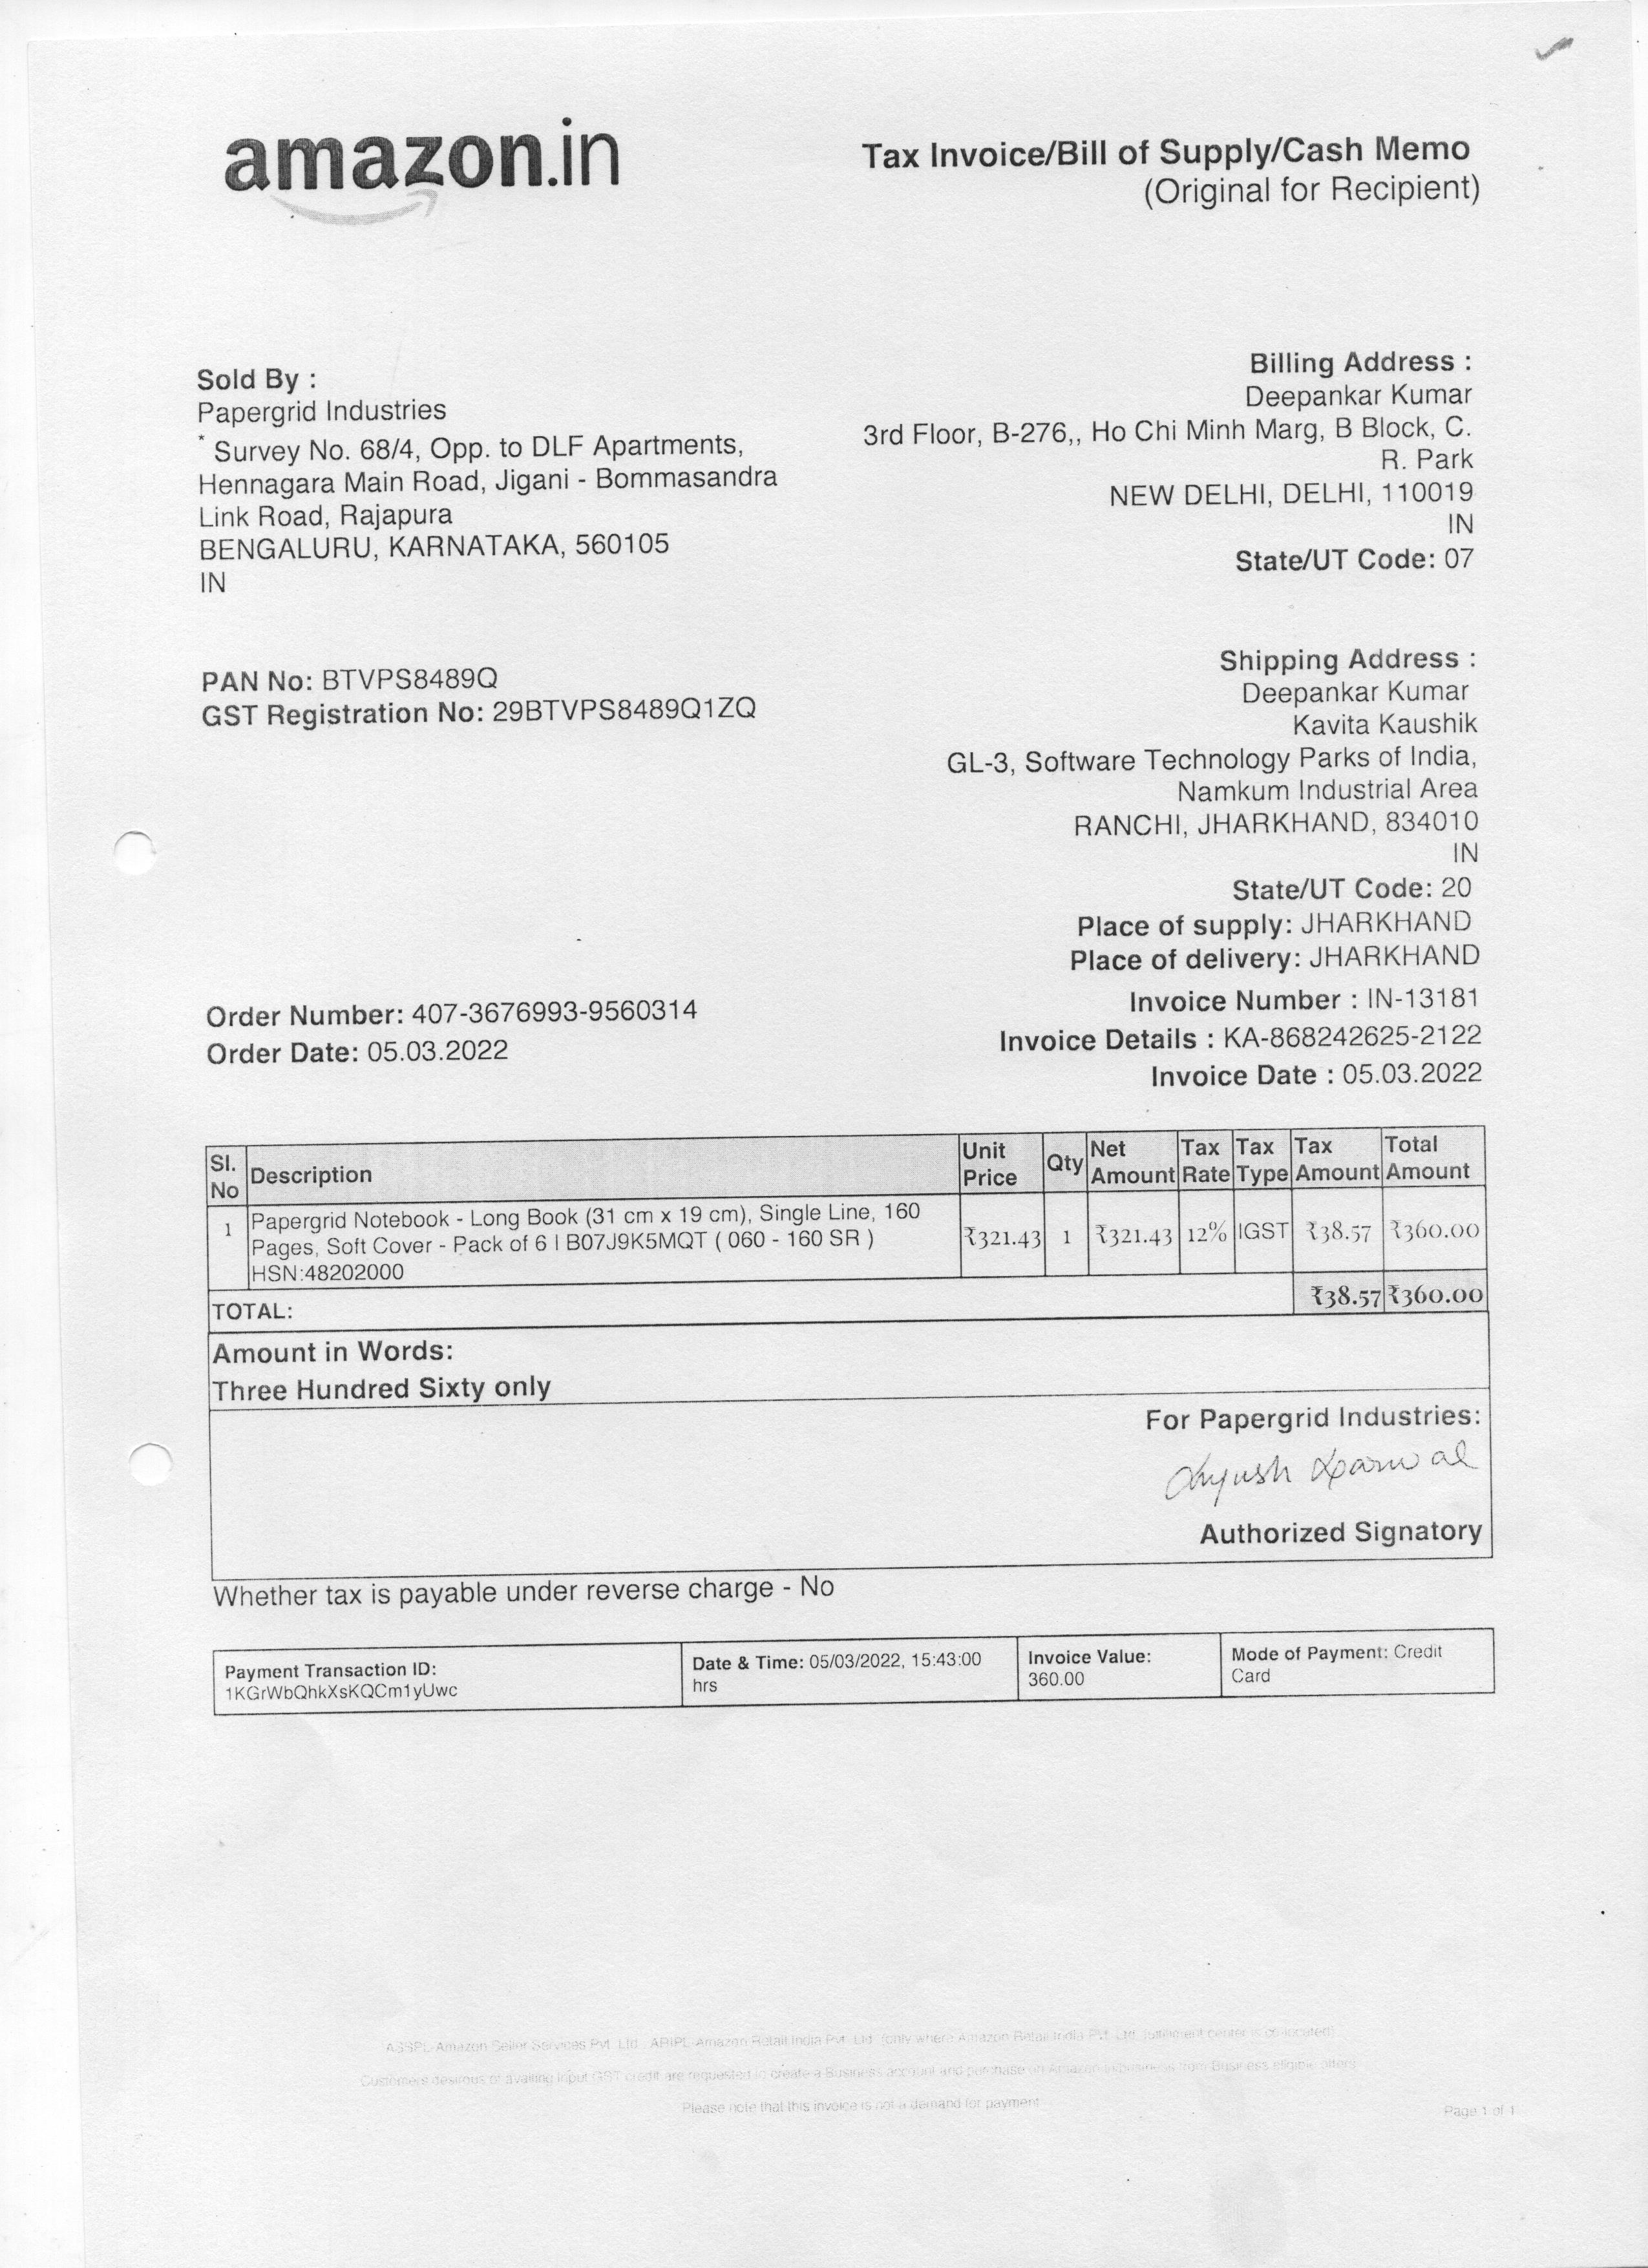 amazon.in
Tax Invoice/Bill of Supply/Cash Memo
(Original for Recipient)
Sold By :
Papergrid Industries
* Survey No. 68/4, Opp. to DLF Apartments,
Hennagara Main Road, Jigani - Bommasandra
Link Road, Rajapura
BENGALURU, KARNATAKA, 560105
IN
Billing Address :
Deepankar Kumar
3rd Floor, B-276,, Ho Chi Minh Marg, B Block, C.
R. Park
NEW DELHI, DELHI, 110019
IN
State/UT Code: 07
PAN No: BTVPS8489Q
GST Registration No: 29BTVPS8489Q1ZQ
Shipping Address :
Deepankar Kumar
Kavita Kaushik
GL-3, Software Technology Parks of India,
Namkum Industrial Area
RANCHI, JHARKHAND, 834010
IN
State/UT Code: 20
Place of supply: JHARKHAND
Place of delivery: JHARKHAND
Order Number: 407-3676993-9560314
Order Date: 05.03.2022
Invoice Number : IN-13181
Invoice Details : KA-868242625-2122
Invoice Date : 05.03.2022
Sl. No Description Unit Price Qty Net Amount Tax Rate Tax Type Tax Amount Total Amount
1 Papergrid Notebook - Long Book (31 cm x 19 cm), Single Line, 160
Pages, Soft Cover - Pack of 6 | B07J9K5MQT ( 060 - 160 SR ) ₹321.43 1 ₹321.43 12% IGST ₹38.57 ₹360.00
HSN:48202000
TOTAL: ₹38.57 ₹360.00
Amount in Words:
Three Hundred Sixty only
For Papergrid Industries:
Authorized Signatory
Whether tax is payable under reverse charge - No
Payment Transaction ID:
1KGrWbQhkXsKQCm1yUwc
Date & Time: 05/03/2022, 15:43:00
hrs
Invoice Value:
360.00
Mode of Payment: Credit
Card
ASSPL-Amazon Seller Services Pvt. Ltd., ARIPL-Amazon Retail India Pvt. Ltd. (only where Amazon Retail India Pvt. Ltd. fulfillment center is co-located)
Customers desirous of availing input GST credit are requested to create a Business account and purchase on Amazon.in/business from Business eligible offers
Please note that this invoice is not a demand for payment
Page 1 of 1